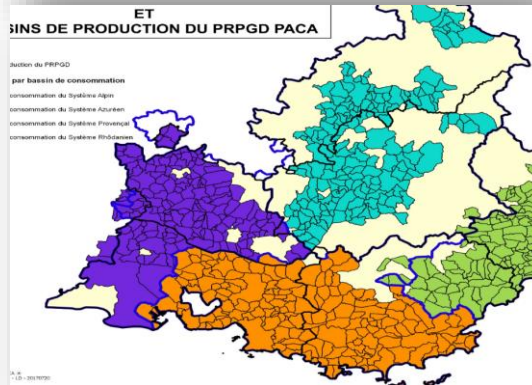 ET
SINS DE PRODUCTION DU PRPGD PACA
duction du PRPGD
par bassin de consommation
consommation du Système Alpin
consommation du Système Azuréen
consommation du Système Provençal
consommation du Système Rhôdanien